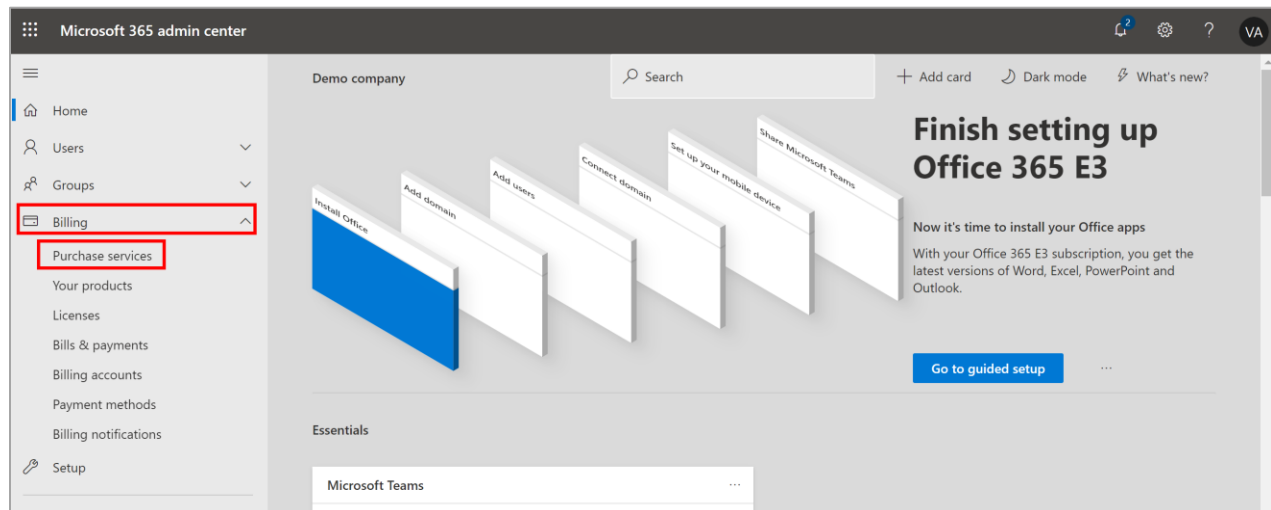 Microsoft 365 admin center
2
VA
Demo company
Search
Add card
Dark mode
What's new?
Home
Users
Groups
Billing
Purchase services
Your products
Licenses
Bills & payments
Billing accounts
Payment methods
Billing notifications
Setup
Install Office
Add domain
Add users
Connect domain
Set up your mobile device
Share Microsoft Teams
Finish setting up
Office 365 E3
Now it's time to install your Office apps
With your Office 365 E3 subscription, you get the
latest versions of Word, Excel, PowerPoint and
Outlook.
Go to guided setup
Essentials
Microsoft Teams